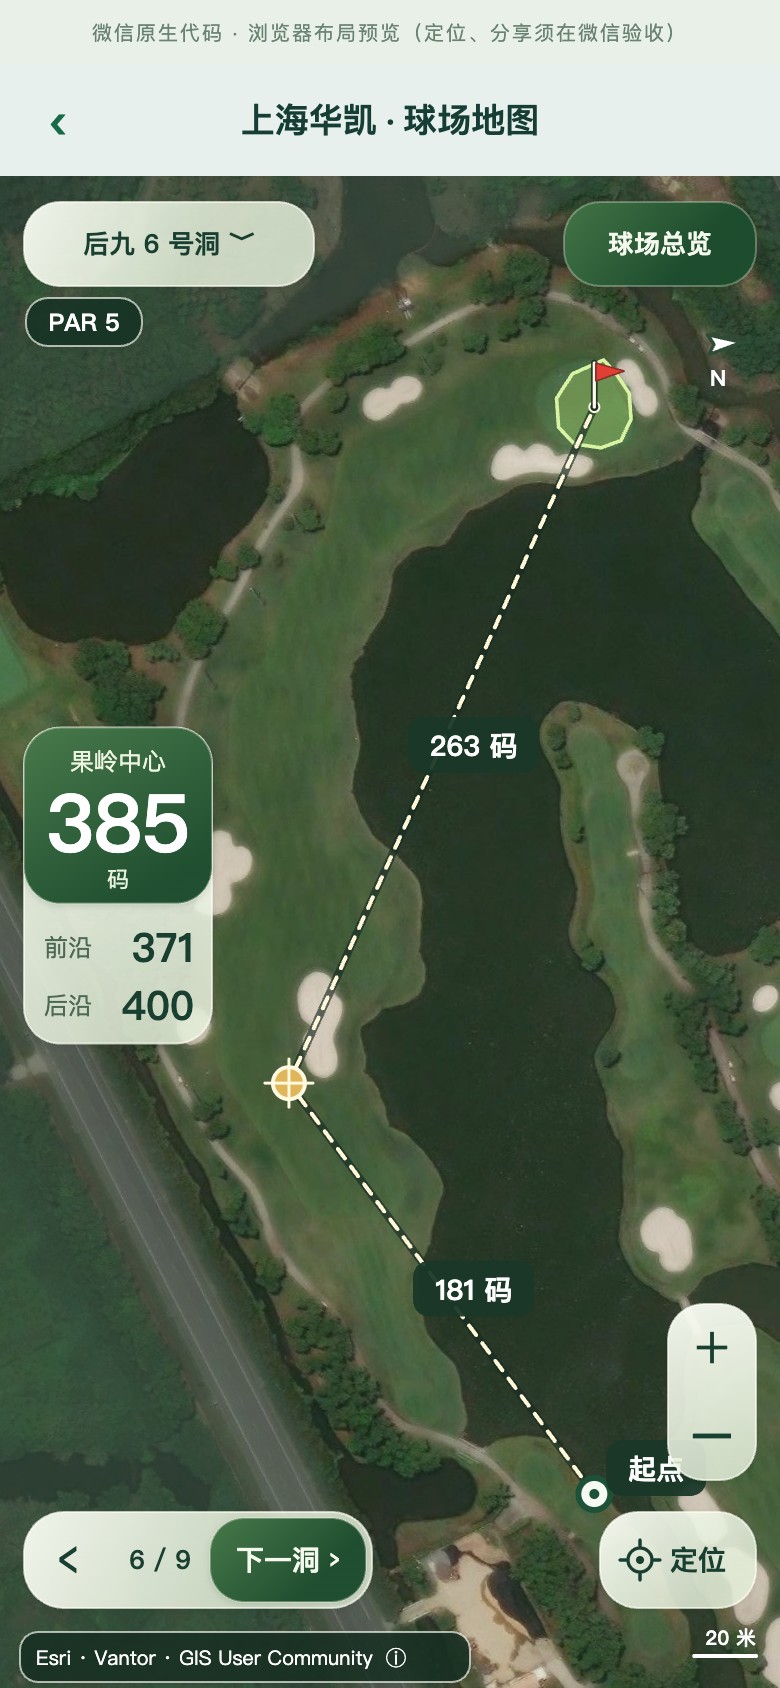 微信原生代码 · 浏览器布局预览（定位、分享须在微信验收）
‹ 上海华凯 · 球场地图
后九 6 号洞
球场总览
PAR 5
N
263 码
果岭中心
385
码
前沿 371
后沿 400
181 码
+
−
起点
< 6 / 9 下一洞 ›
定位
20 米
Esri · Vantor · GIS User Community ⓘ